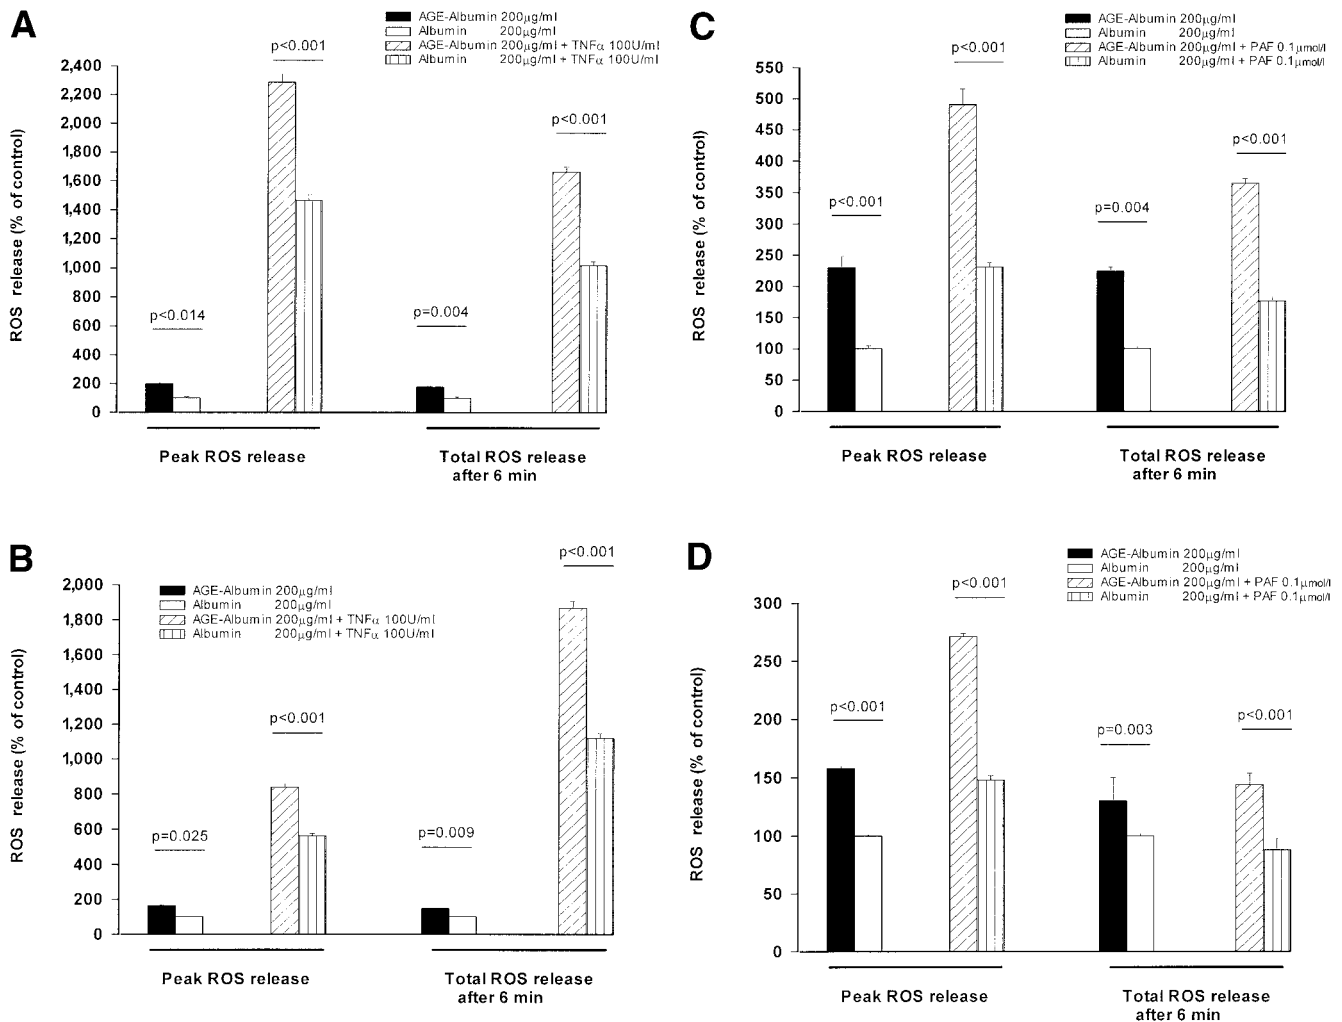 A
AGE-Albumin 200µg/ml
Albumin 200µg/ml
AGE-Albumin 200µg/ml + TNFα 100U/ml
Albumin 200µg/ml + TNFα 100U/ml
ROS release (% of control)
2,400
2,200
2,000
1,800
1,600
1,400
1,200
1,000
800
600
400
200
0
p<0.014
p<0.001
p=0.004
p<0.001
Peak ROS release
Total ROS release
after 6 min
B
AGE-Albumin 200µg/ml
Albumin 200µg/ml
AGE-Albumin 200µg/ml + TNFα 100U/ml
Albumin 200µg/ml + TNFα 100U/ml
ROS release (% of control)
2,000
1,800
1,600
1,400
1,200
1,000
800
600
400
200
0
p=0.025
p<0.001
p=0.009
p<0.001
Peak ROS release
Total ROS release
after 6 min
C
AGE-Albumin 200µg/ml
Albumin 200µg/ml
AGE-Albumin 200µg/ml + PAF 0.1µmol/l
Albumin 200µg/ml + PAF 0.1µmol/l
ROS release (% of control)
550
500
450
400
350
300
250
200
150
100
50
0
p<0.001
p<0.001
p=0.004
p<0.001
Peak ROS release
Total ROS release
after 6 min
D
AGE-Albumin 200µg/ml
Albumin 200µg/ml
AGE-Albumin 200µg/ml + PAF 0.1µmol/l
Albumin 200µg/ml + PAF 0.1µmol/l
ROS release (% of control)
300
250
200
150
100
50
0
p<0.001
p<0.001
p=0.003
p<0.001
Peak ROS release
Total ROS release
after 6 min